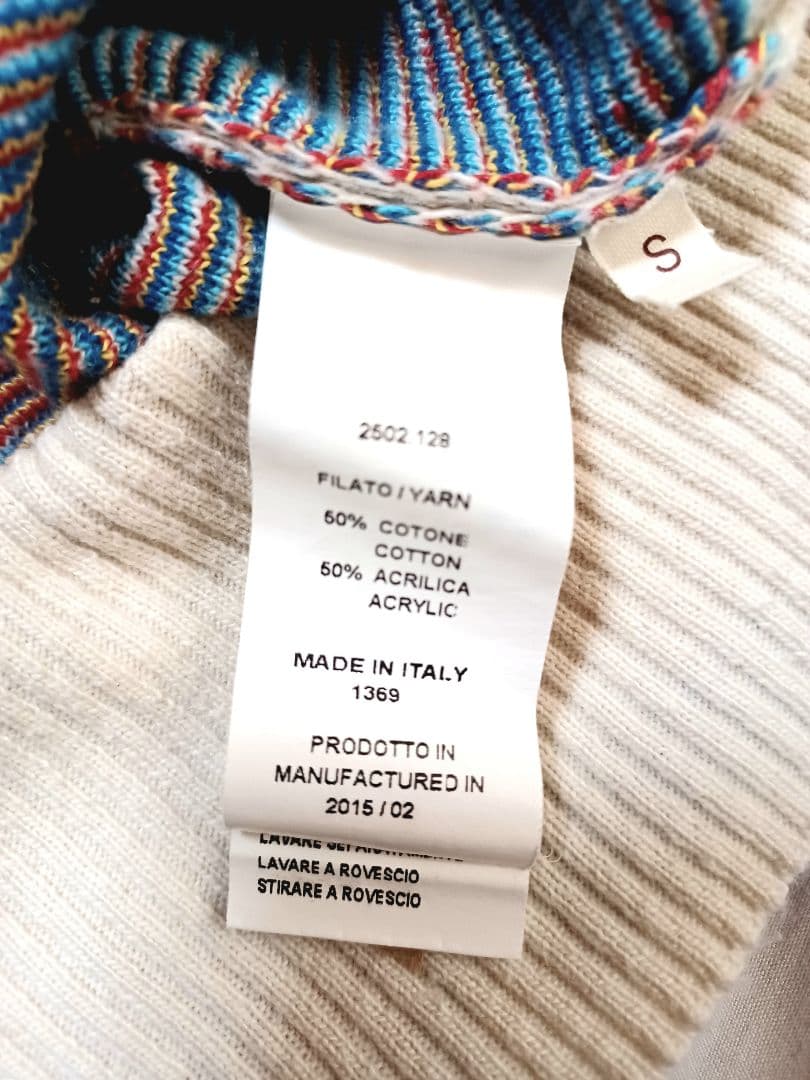 S
2502.128
FILATO / YARN
50% COTONE
COTTON
50% ACRILICA
ACRYLIC
MADE IN ITALY
1369
PRODOTTO IN
MANUFACTURED IN
2015 / 02
LAVARE
LAVARE A ROVESCIO
STIRARE A ROVESCIO